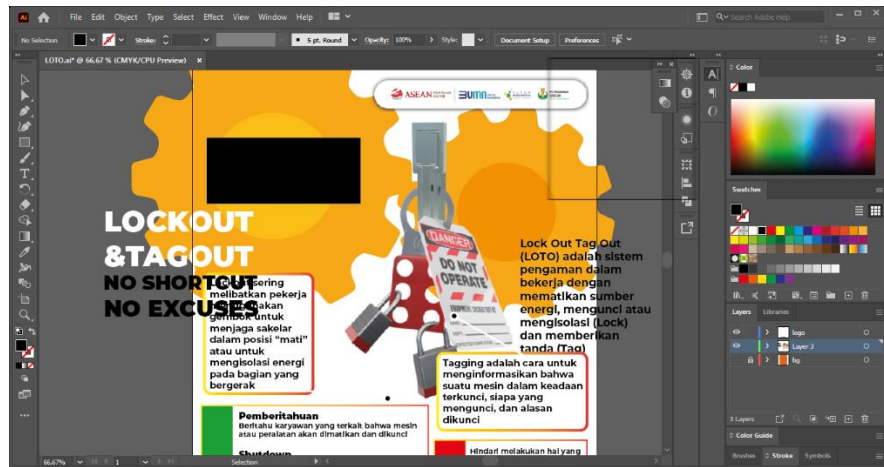 Ai File Edit Object Type Select Effect View Window Help
Search Adobe Help
No Selection Stroke: 5 pt. Round Opacity: 100% Style: Document Setup Preferences
LOTO.ai* @ 66,67 % (CMYK/CPU Preview) ×
ASEAN BUMN
LOCKOUT
&TAGOUT
NO SHORTCUT
NO EXCUSES
DANGER
DO NOT
OPERATE
Lock Out Tag Out
(LOTO) adalah sistem
pengaman dalam
bekerja dengan
mematikan sumber
energi, mengunci atau
mengisolasi (Lock)
dan memberikan
tanda (Tag)
sering
melibatkan pekerja
gembok untuk
menjaga sakelar
dalam posisi “mati”
atau untuk
mengisolasi energi
pada bagian yang
bergerak
Tagging adalah cara untuk
menginformasikan bahwa
suatu mesin dalam keadaan
terkunci, siapa yang
mengunci, dan alasan
dikunci
Pemberitahuan
Beritahu karyawan yang terkait bahwa mesin
atau peralatan akan dimatikan dan dikunci
Shutdown
Hindari melakukan hal yang
Color
Swatches
Layers Libraries
logo
Layer 3
bg
3 Layers
Color Guide
Brushes Stroke Symbols
66,67% 1 Selection